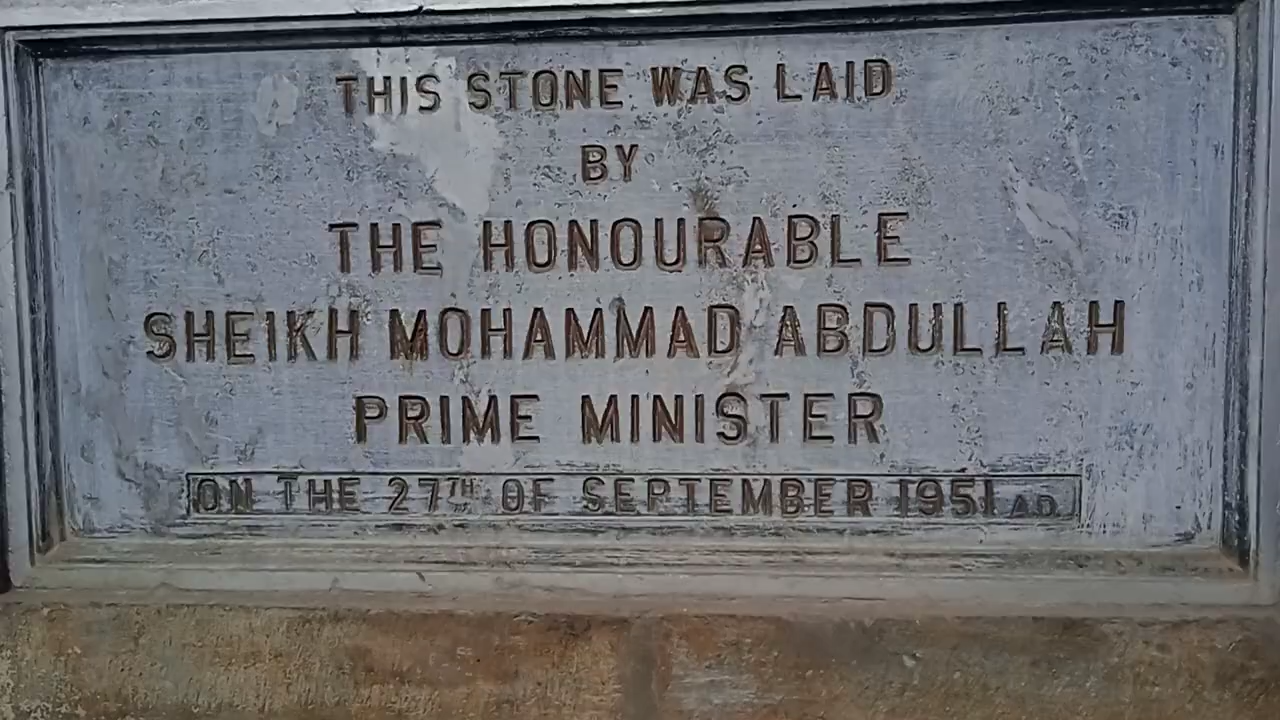 THIS STONE WAS LAID
BY
THE HONOURABLE
SHEIKH MOHAMMAD ABDULLAH
PRIME MINISTER
ON THE 27TH OF SEPTEMBER 1951 AD.